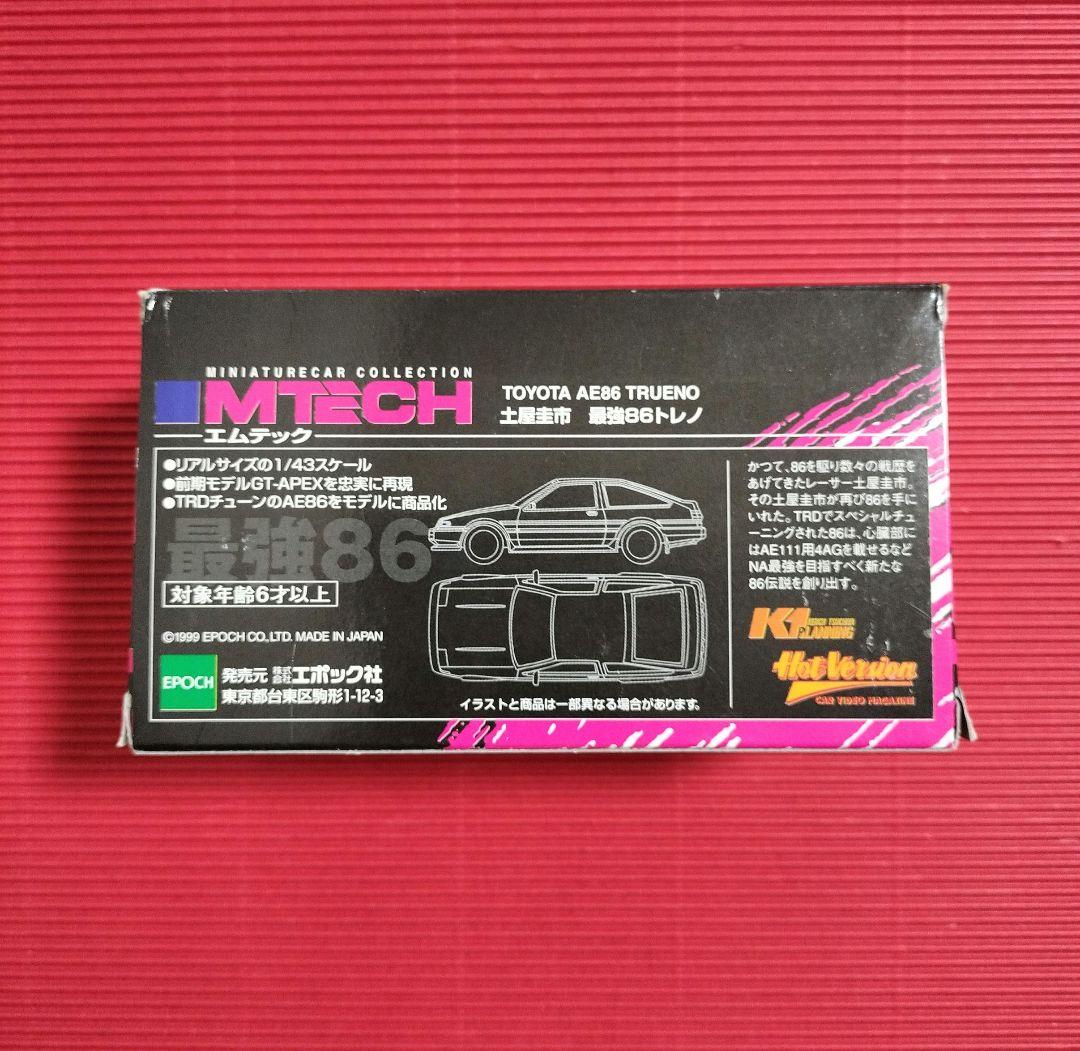 MINIATURECAR COLLECTION
MTECH
エムテック
TOYOTA AE86 TRUENO
土屋圭市 最強86トレノ
●リアルサイズの1/43スケール
●前期モデルGT-APEXを忠実に再現
●TRDチューンのAE86をモデルに商品化
最強86
対象年齢6才以上
©1999 EPOCH CO.,LTD. MADE IN JAPAN
EPOCH
発売元 株式会社エポック社
東京都台東区駒形1-12-3
イラストと商品は一部異なる場合があります。
かつて、86を駆り数々の戦歴を
あげてきたレーサー土屋圭市。
その土屋圭市が再び86を手に
いれた。TRDでスペシャルチュ
ーニングされた86は、心臓部に
はAE111用4AGを載せるなど
NA最強を目指すべく新たな
86伝説を創り出す。
K1
KEIICHI TSUCHIYA
PLANNING
Hot Version
CAR VIDEO MAGAZINE